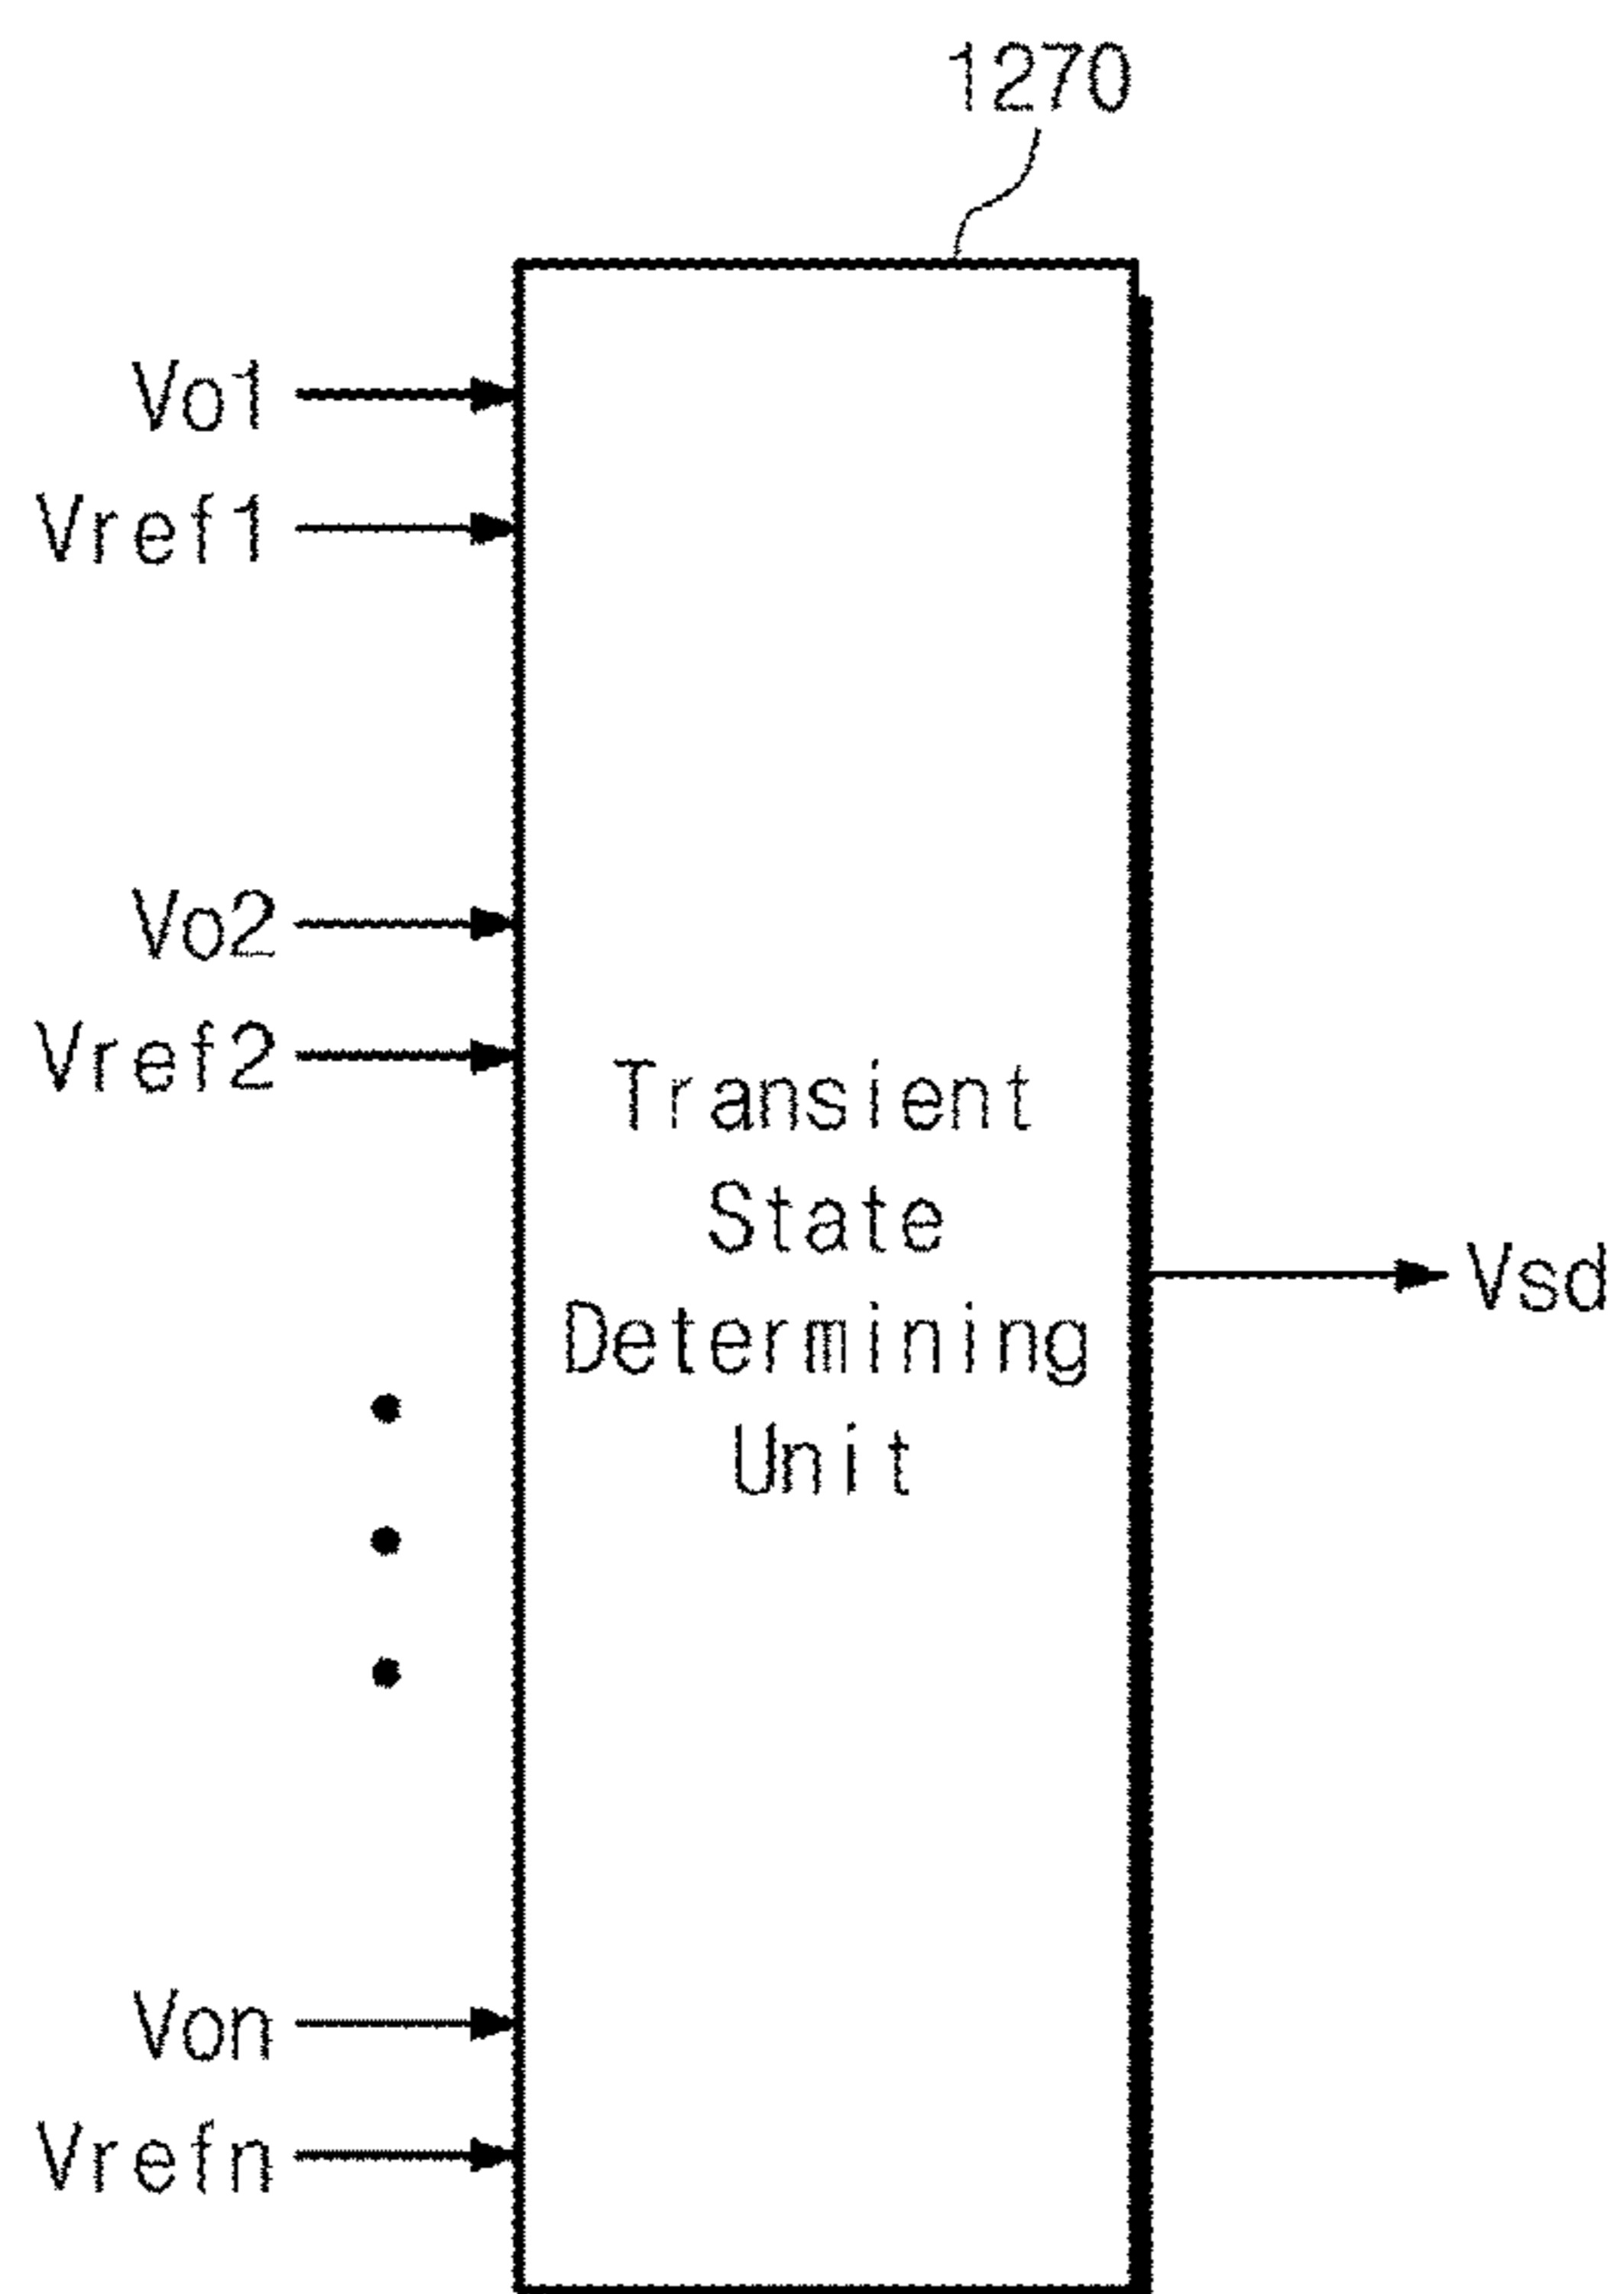 1270
Vo1
Vref1
Vo2
Vref2
Transient
State
Determining
Unit
Vsd
Von
Vrefn